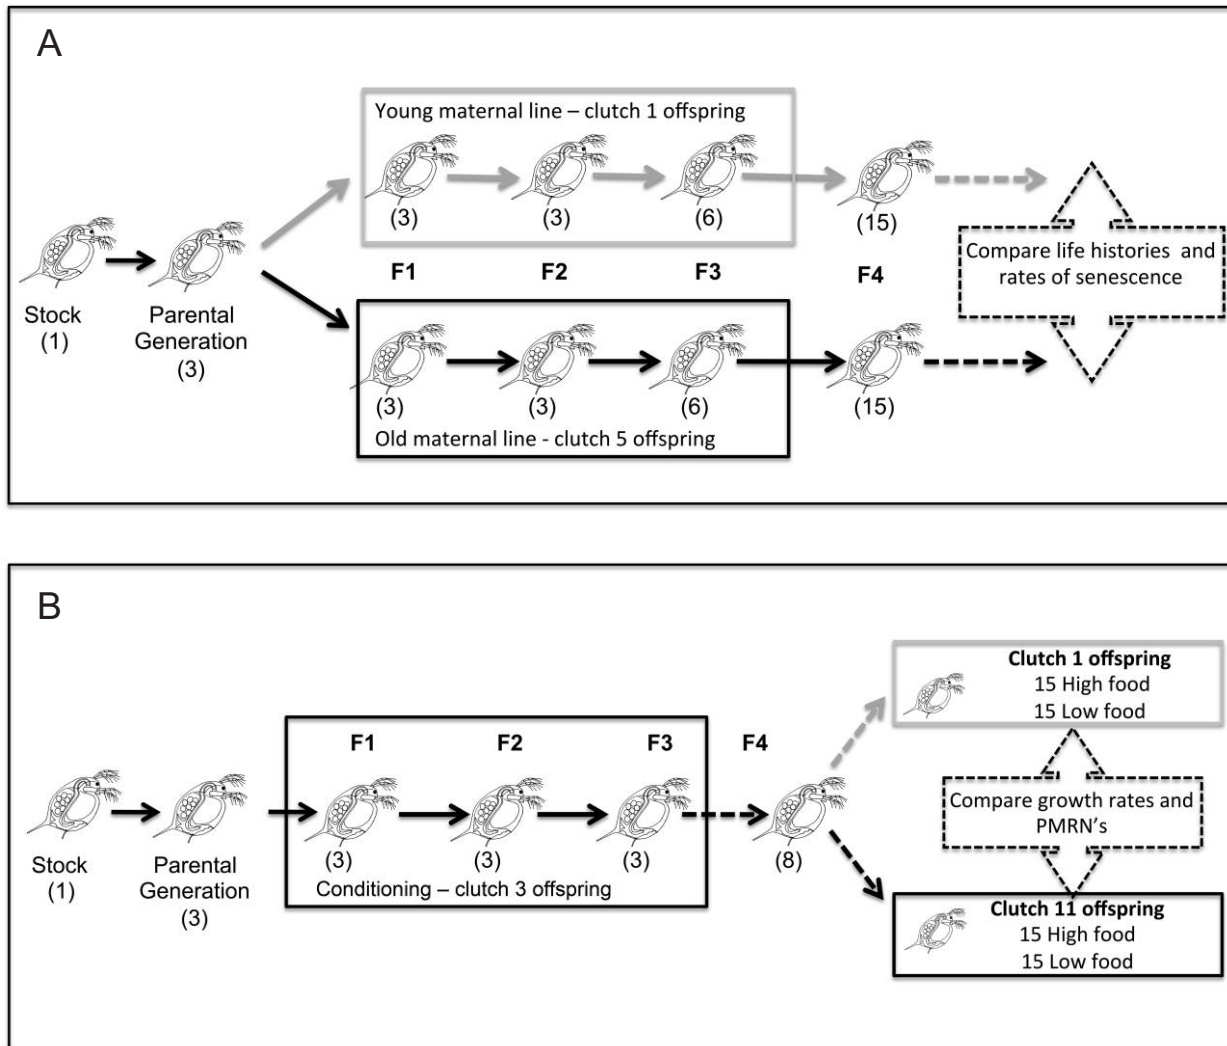 A
Young maternal line – clutch 1 offspring
(3)
(3)
(6)
(15)
Stock
(1)
Parental
Generation
(3)
F1
F2
F3
F4
Compare life histories and
rates of senescence
(3)
(3)
(6)
(15)
Old maternal line - clutch 5 offspring
B
Clutch 1 offspring
15 High food
15 Low food
F1
F2
F3
F4
Stock
(1)
Parental
Generation
(3)
(3)
(3)
(3)
(8)
Conditioning – clutch 3 offspring
Compare growth rates and
PMRN's
Clutch 11 offspring
15 High food
15 Low food